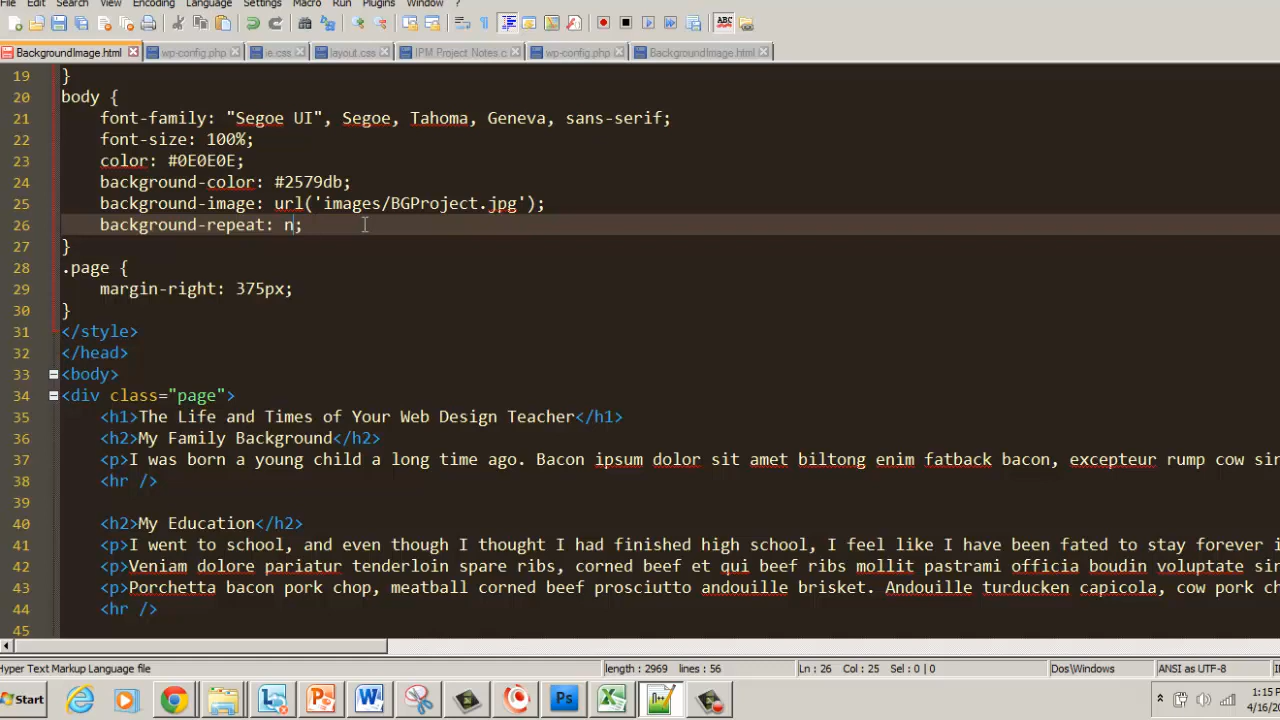 File Edit Search View Encoding Language Settings Macro Run Plugins Window ?
ABC
BackgroundImage.html wp-config.php ie.css layout.css IPM Project Notes.c wp-config.php BackgroundImage.html
19 }
20 body {
21 font-family: "Segoe UI", Segoe, Tahoma, Geneva, sans-serif;
22 font-size: 100%;
23 color: #0E0E0E;
24 background-color: #2579db;
25 background-image: url('images/BGProject.jpg');
26 background-repeat: n;
27 }
28 .page {
29 margin-right: 375px;
30 }
31 </style>
32 </head>
33 <body>
34 <div class="page">
35 <h1>The Life and Times of Your Web Design Teacher</h1>
36 <h2>My Family Background</h2>
37 <p>I was born a young child a long time ago. Bacon ipsum dolor sit amet biltong enim fatback bacon, excepteur rump cow sir
38 <hr />
39
40 <h2>My Education</h2>
41 <p>I went to school, and even though I thought I had finished high school, I feel like I have been fated to stay forever i
42 <p>Veniam dolore pariatur tenderloin spare ribs, corned beef et qui beef ribs mollit pastrami officia boudin voluptate sir
43 <p>Porchetta bacon pork chop, meatball corned beef prosciutto andouille brisket. Andouille turducken capicola, cow pork ch
44 <hr />
45
Hyper Text Markup Language file length : 2969 lines : 56 Ln : 26 Col : 25 Sel : 0 | 0 Dos\Windows ANSI as UTF-8
Start Ps 1:15 P
4/16/20